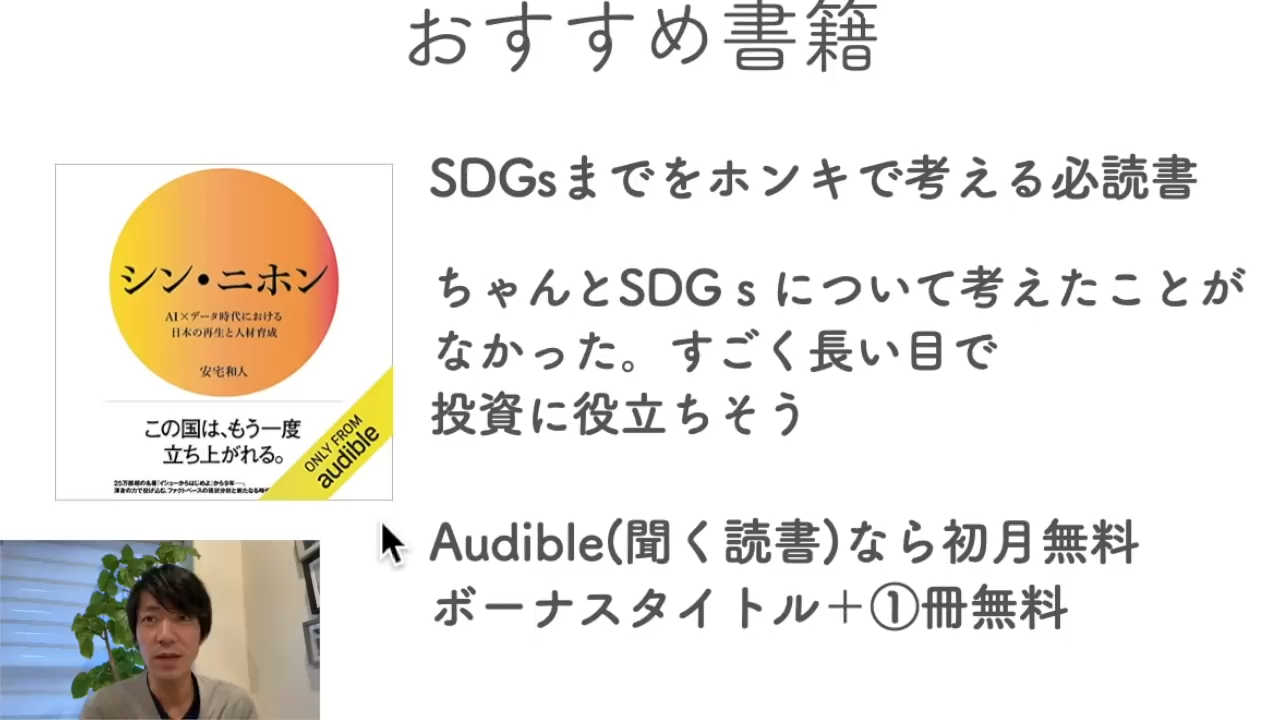 おすすめ書籍
シン・ニホン
AI×データ時代における
日本の再生と人材育成
安宅和人
この国は、もう一度
立ち上がれる。
ONLY FROM
audible
SDGsまでをホンキで考える必読書
ちゃんとSDGｓについて考えたことが
なかった。すごく長い目で
投資に役立ちそう
Audible(聞く読書)なら初月無料
ボーナスタイトル＋①冊無料